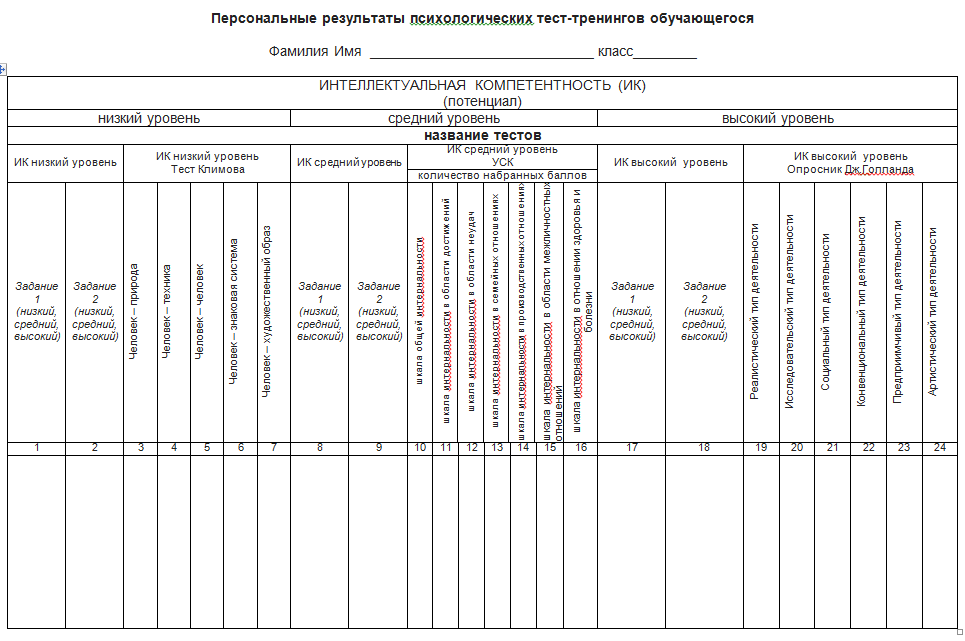 Персональные результаты психологических тест-тренингов обучающегося
Фамилия Имя ____________________________ класс________
ИНТЕЛЛЕКТУАЛЬНАЯ КОМПЕТЕНТНОСТЬ (ИК)
(потенциал)
низкий уровень
средний уровень
высокий уровень
название тестов
ИК низкий уровень
ИК низкий уровень
Тест Климова
ИК средний уровень
ИК средний уровень
УСК
количество набранных баллов
ИК высокий уровень
ИК высокий уровень
Опросник Дж.Голланда
Задание
1
(низкий,
средний,
высокий)
Задание
2
(низкий,
средний,
высокий)
Человек – природа
Человек – техника
Человек – человек
Человек – знаковая система
Человек – художественный образ
Задание
1
(низкий,
средний,
высокий)
Задание
2
(низкий,
средний,
высокий)
шкала общей интернальности
шкала интернальности в области достижений
шкала интернальности в области неудач
шкала интернальности в семейных отношениях
шкала интернальности в производственных отношениях
шкала интернальности в области межличностных
отношений
шкала интернальности в отношении здоровья и
болезни
Задание
1
(низкий,
средний,
высокий)
Задание
2
(низкий,
средний,
высокий)
Реалистический тип деятельности
Исследовательский тип деятельности
Социальный тип деятельности
Конвенциональный тип деятельности
Предприимчивый тип деятельности
Артистический тип деятельности
1 2 3 4 5 6 7 8 9 10 11 12 13 14 15 16 17 18 19 20 21 22 23 24